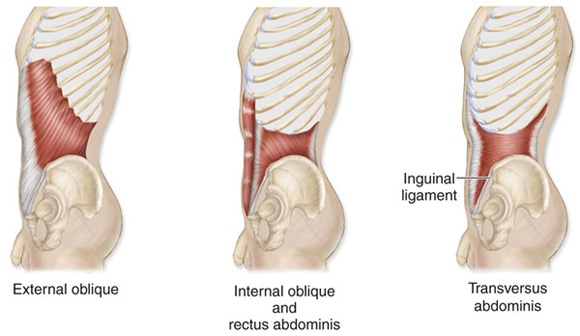 Inguinal
ligament
External oblique
Internal oblique
and
rectus abdominis
Transversus
abdominis